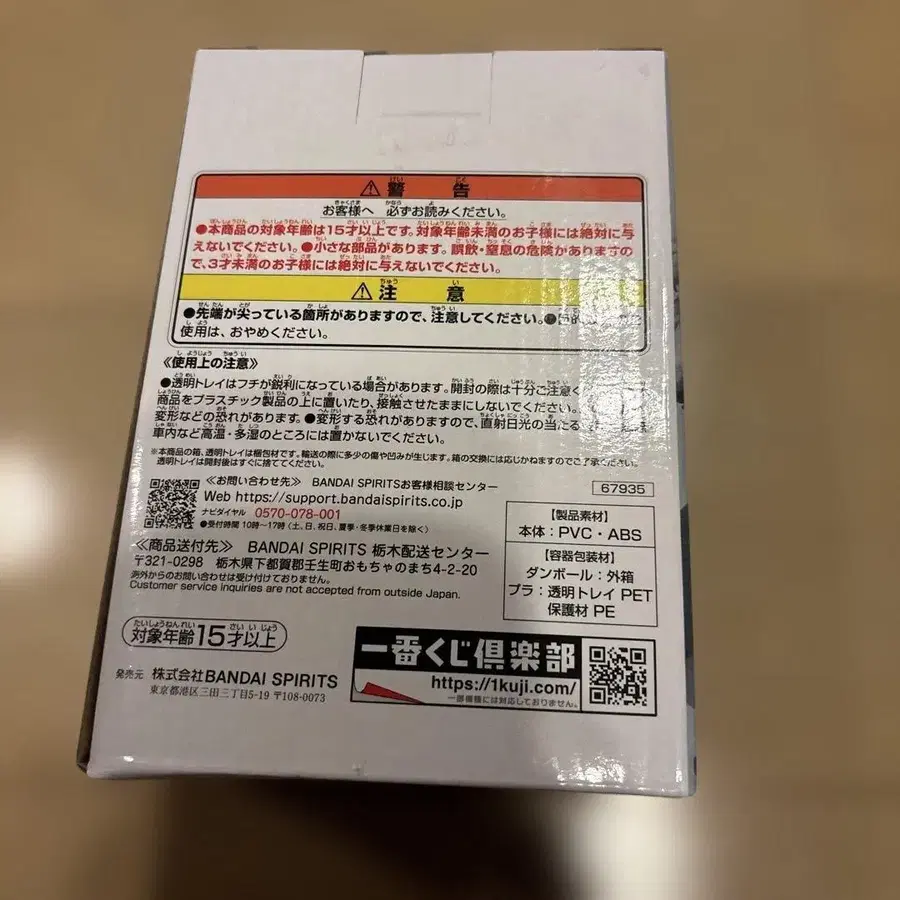 ⚠警告
お客様へ 必ずお読みください。
●本商品の対象年齢は15才以上です。対象年齢未満のお子様には絶対に与
えないでください。●小さな部品があります。誤飲・窒息の危険がありますの
で、3才未満のお子様には絶対に与えないでください。
⚠注意
●先端が尖っている箇所がありますので、注意してください。●
使用は、おやめください。
《使用上の注意》
●透明トレイはフチが鋭利になっている場合があります。開封の際は十分ご注意く
商品をプラスチック製品の上に置いたり、接触させたままにしないでください。
変形などの恐れがあります。●変形する恐れがありますので、直射日光の当たる
車内など高温・多湿のところには置かないでください。
※本商品の箱、透明トレイは梱包材です。輸送の際に多少の傷や凹みが生じます。箱の交換には応じかねますのでご了承ください。
透明トレイは開封後はすぐに捨ててください。
《お問い合わせ先》 BANDAI SPIRITSお客様相談センター
Web https://support.bandaispirits.co.jp
ナビダイヤル 0570-078-001
●受付時間 10時~17時(土、日、祝日、夏季・冬季休業日を除く)
67935
《商品送付先》 BANDAI SPIRITS 栃木配送センター
〒321-0298 栃木県下都賀郡壬生町おもちゃのまち4-2-20
海外からのお問い合わせは受け付けておりません。
Customer service inquiries are not accepted from outside Japan.
【製品素材】
本体:PVC・ABS
【容器包装材】
ダンボール:外箱
プラ:透明トレイ PET
保護材 PE
対象年齢15才以上
発売元 株式会社BANDAI SPIRITS
東京都港区三田三丁目5-19 〒108-0073
一番くじ倶楽部
https://1kuji.com/
一部機種には対応しておりません。